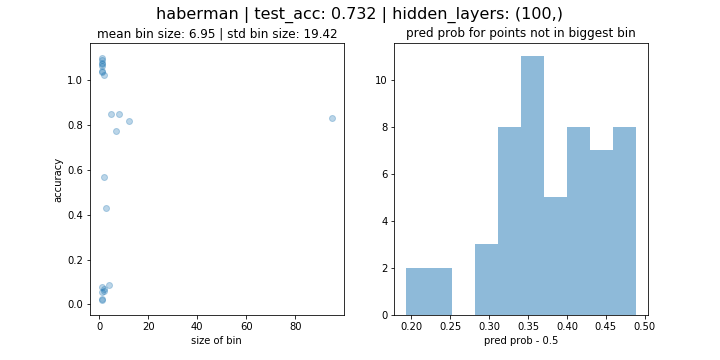 haberman | test_acc: 0.732 | hidden_layers: (100,)
mean bin size: 6.95 | std bin size: 19.42
accuracy
1.0
0.8
0.6
0.4
0.2
0.0
0 20 40 60 80
size of bin
pred prob for points not in biggest bin
10
8
6
4
2
0
0.20 0.25 0.30 0.35 0.40 0.45 0.50
pred prob - 0.5